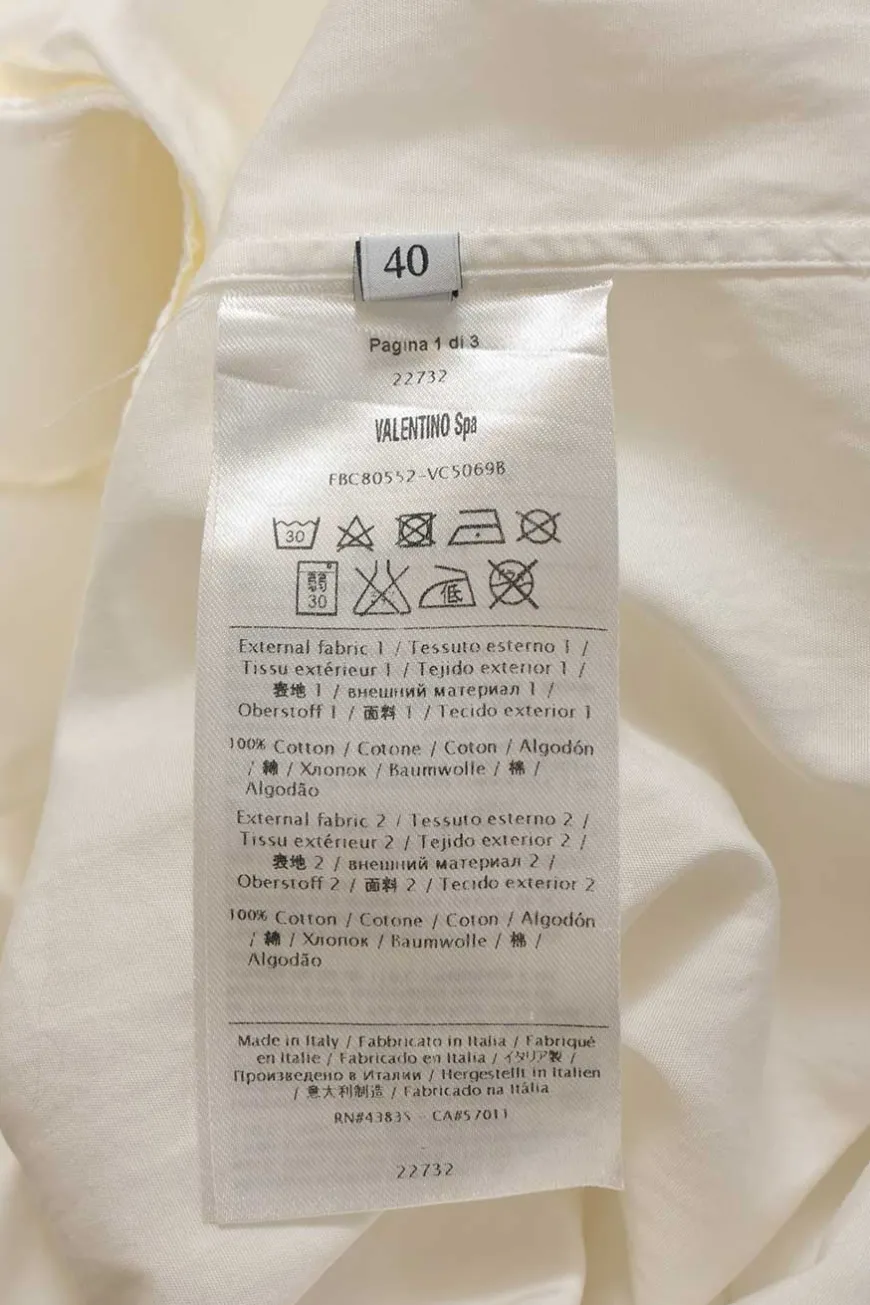 40
Pagina 1 di 3
22732
VALENTINO Spa
FBC80552-VC5069B
30
弱
30
低
External fabric 1 / Tessuto esterno 1 /
Tissu extérieur 1 / Tejido exterior 1 /
表地 1 / внешний материал 1 /
Oberstoff 1 / 面料 1 / Tecido exterior 1
100% Cotton / Cotone / Coton / Algodón
/ 綿 / Хлопок / Baumwolle / 棉 /
Algodão
External fabric 2 / Tessuto esterno 2 /
Tissu extérieur 2 / Tejido exterior 2 /
表地 2 / внешний материал 2 /
Oberstoff 2 / 面料 2 / Tecido exterior 2
100% Cotton / Cotone / Coton / Algodón
/ 綿 / Хлопок / Baumwolle / 棉 /
Algodão
Made in Italy / Fabbricato in Italia / Fabriqué
en Italie / Fabricado en Italia / イタリア製 /
Произведено в Италии / Hergestellt in Italien
/ 意大利制造 / Fabricado na Itália
RN#43835 - CA#57011
22732